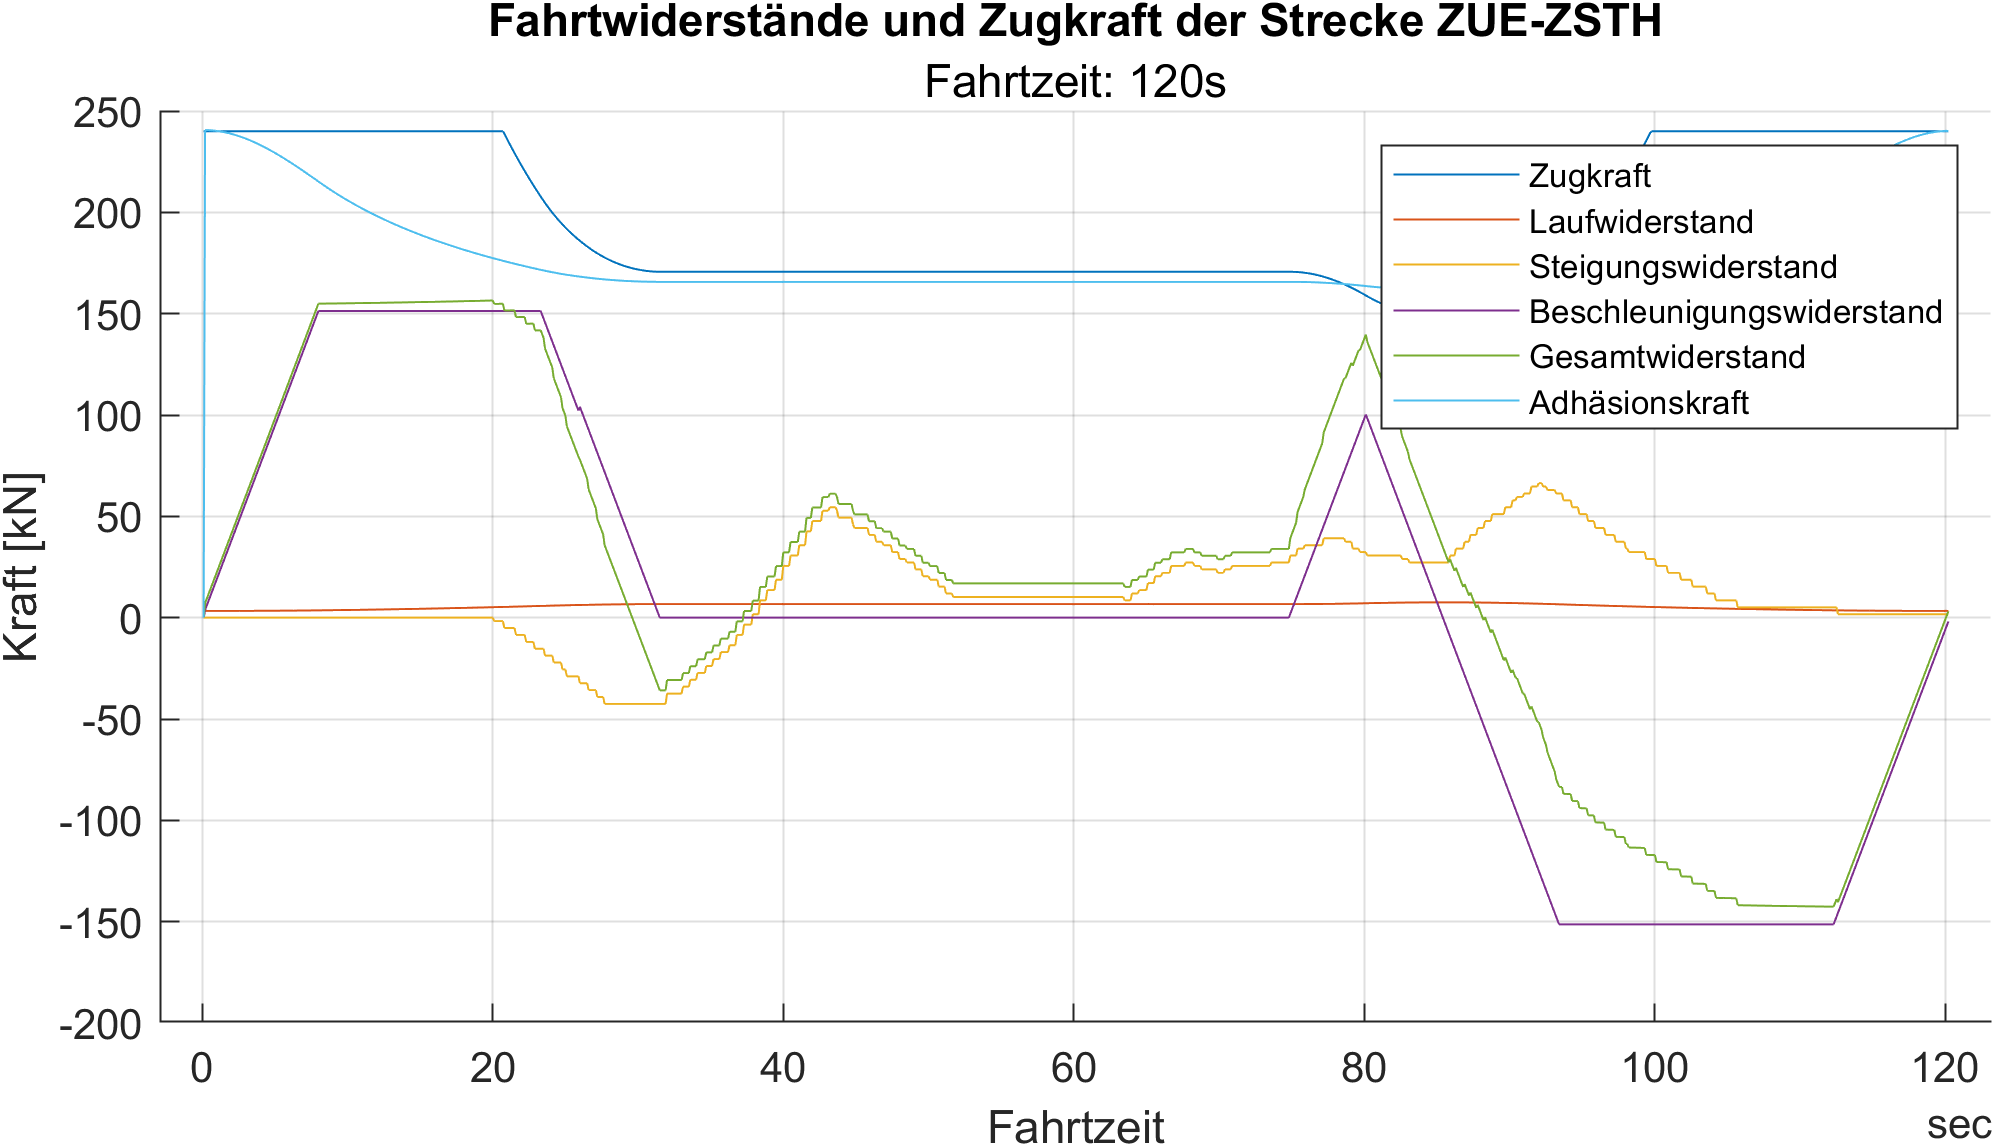 Fahrtwiderstände und Zugkraft der Strecke ZUE-ZSTH
Fahrtzeit: 120s
250
200
150
100
50
0
-50
-100
-150
-200
Kraft [kN]
Zugkraft
Laufwiderstand
Steigungswiderstand
Beschleunigungswiderstand
Gesamtwiderstand
Adhäsionskraft
0 20 40 60 80 100 120
Fahrtzeit
sec